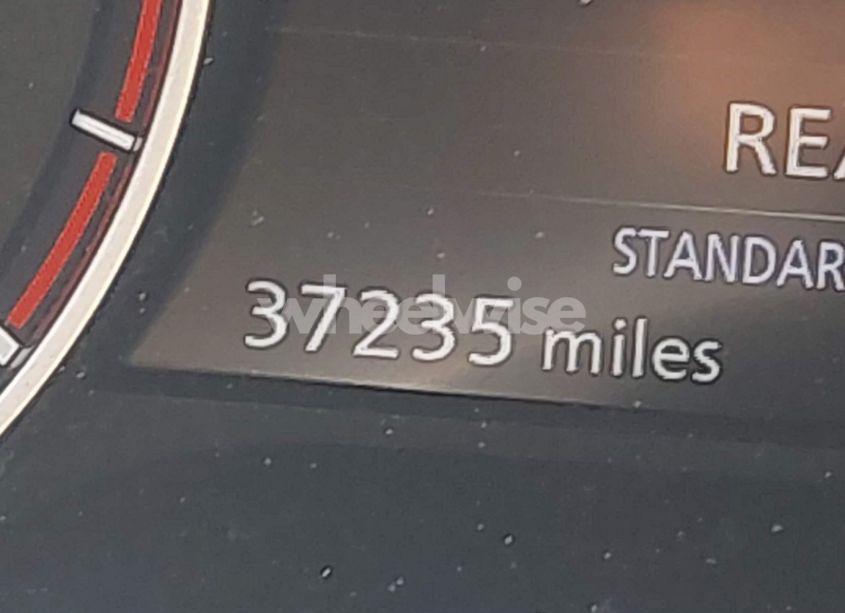 REA
STANDAR
37235 miles
wheelwise